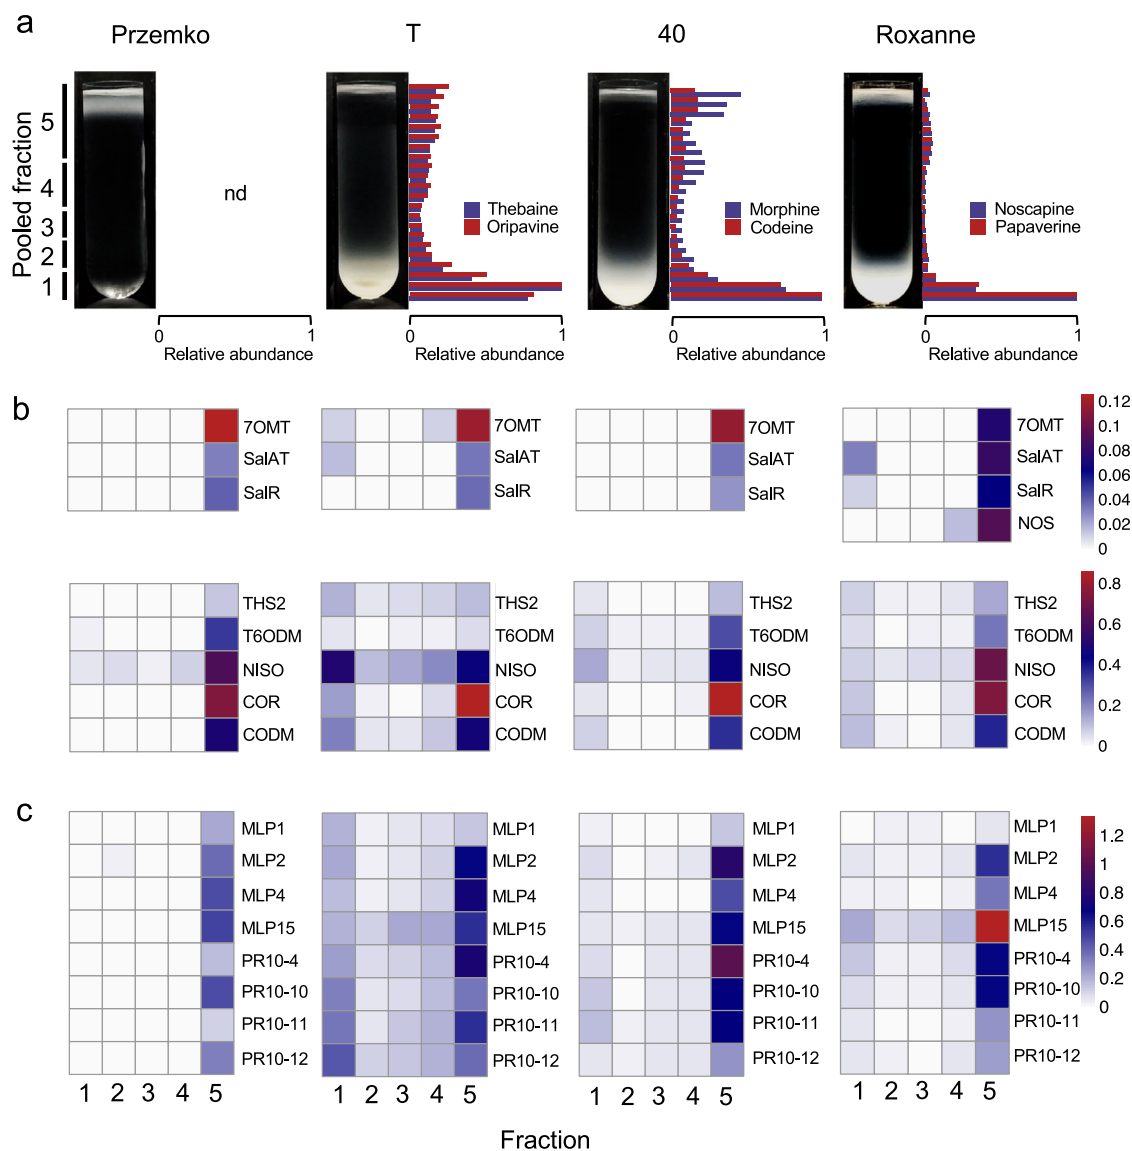 a
Przemko
T
40
Roxanne
Pooled fraction
5
4
3
2
1
nd
Thebaine
Oripavine
Morphine
Codeine
Noscapine
Papaverine
0 1
Relative abundance
0 1
Relative abundance
0 1
Relative abundance
0 1
Relative abundance
b
7OMT
SalAT
SalR
7OMT
SalAT
SalR
7OMT
SalAT
SalR
7OMT
SalAT
SalR
NOS
0.12
0.1
0.08
0.06
0.04
0.02
0
THS2
T6ODM
NISO
COR
CODM
THS2
T6ODM
NISO
COR
CODM
THS2
T6ODM
NISO
COR
CODM
THS2
T6ODM
NISO
COR
CODM
0.8
0.6
0.4
0.2
0
c
MLP1
MLP2
MLP4
MLP15
PR10-4
PR10-10
PR10-11
PR10-12
MLP1
MLP2
MLP4
MLP15
PR10-4
PR10-10
PR10-11
PR10-12
MLP1
MLP2
MLP4
MLP15
PR10-4
PR10-10
PR10-11
PR10-12
MLP1
MLP2
MLP4
MLP15
PR10-4
PR10-10
PR10-11
PR10-12
1.2
1
0.8
0.6
0.4
0.2
0
1 2 3 4 5
1 2 3 4 5
1 2 3 4 5
1 2 3 4 5
Fraction